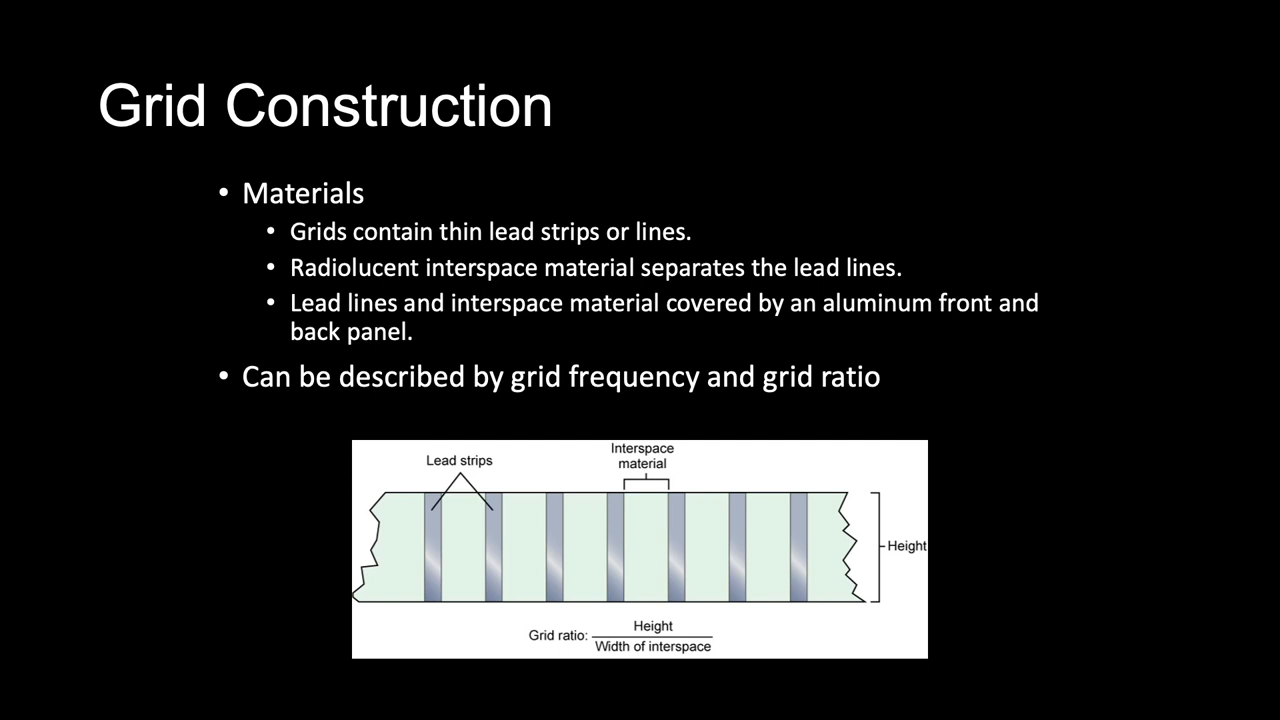 Grid Construction
• Materials
• Grids contain thin lead strips or lines.
• Radiolucent interspace material separates the lead lines.
• Lead lines and interspace material covered by an aluminum front and
back panel.
• Can be described by grid frequency and grid ratio
Lead strips
Interspace
material
Height
Grid ratio: Height
Width of interspace